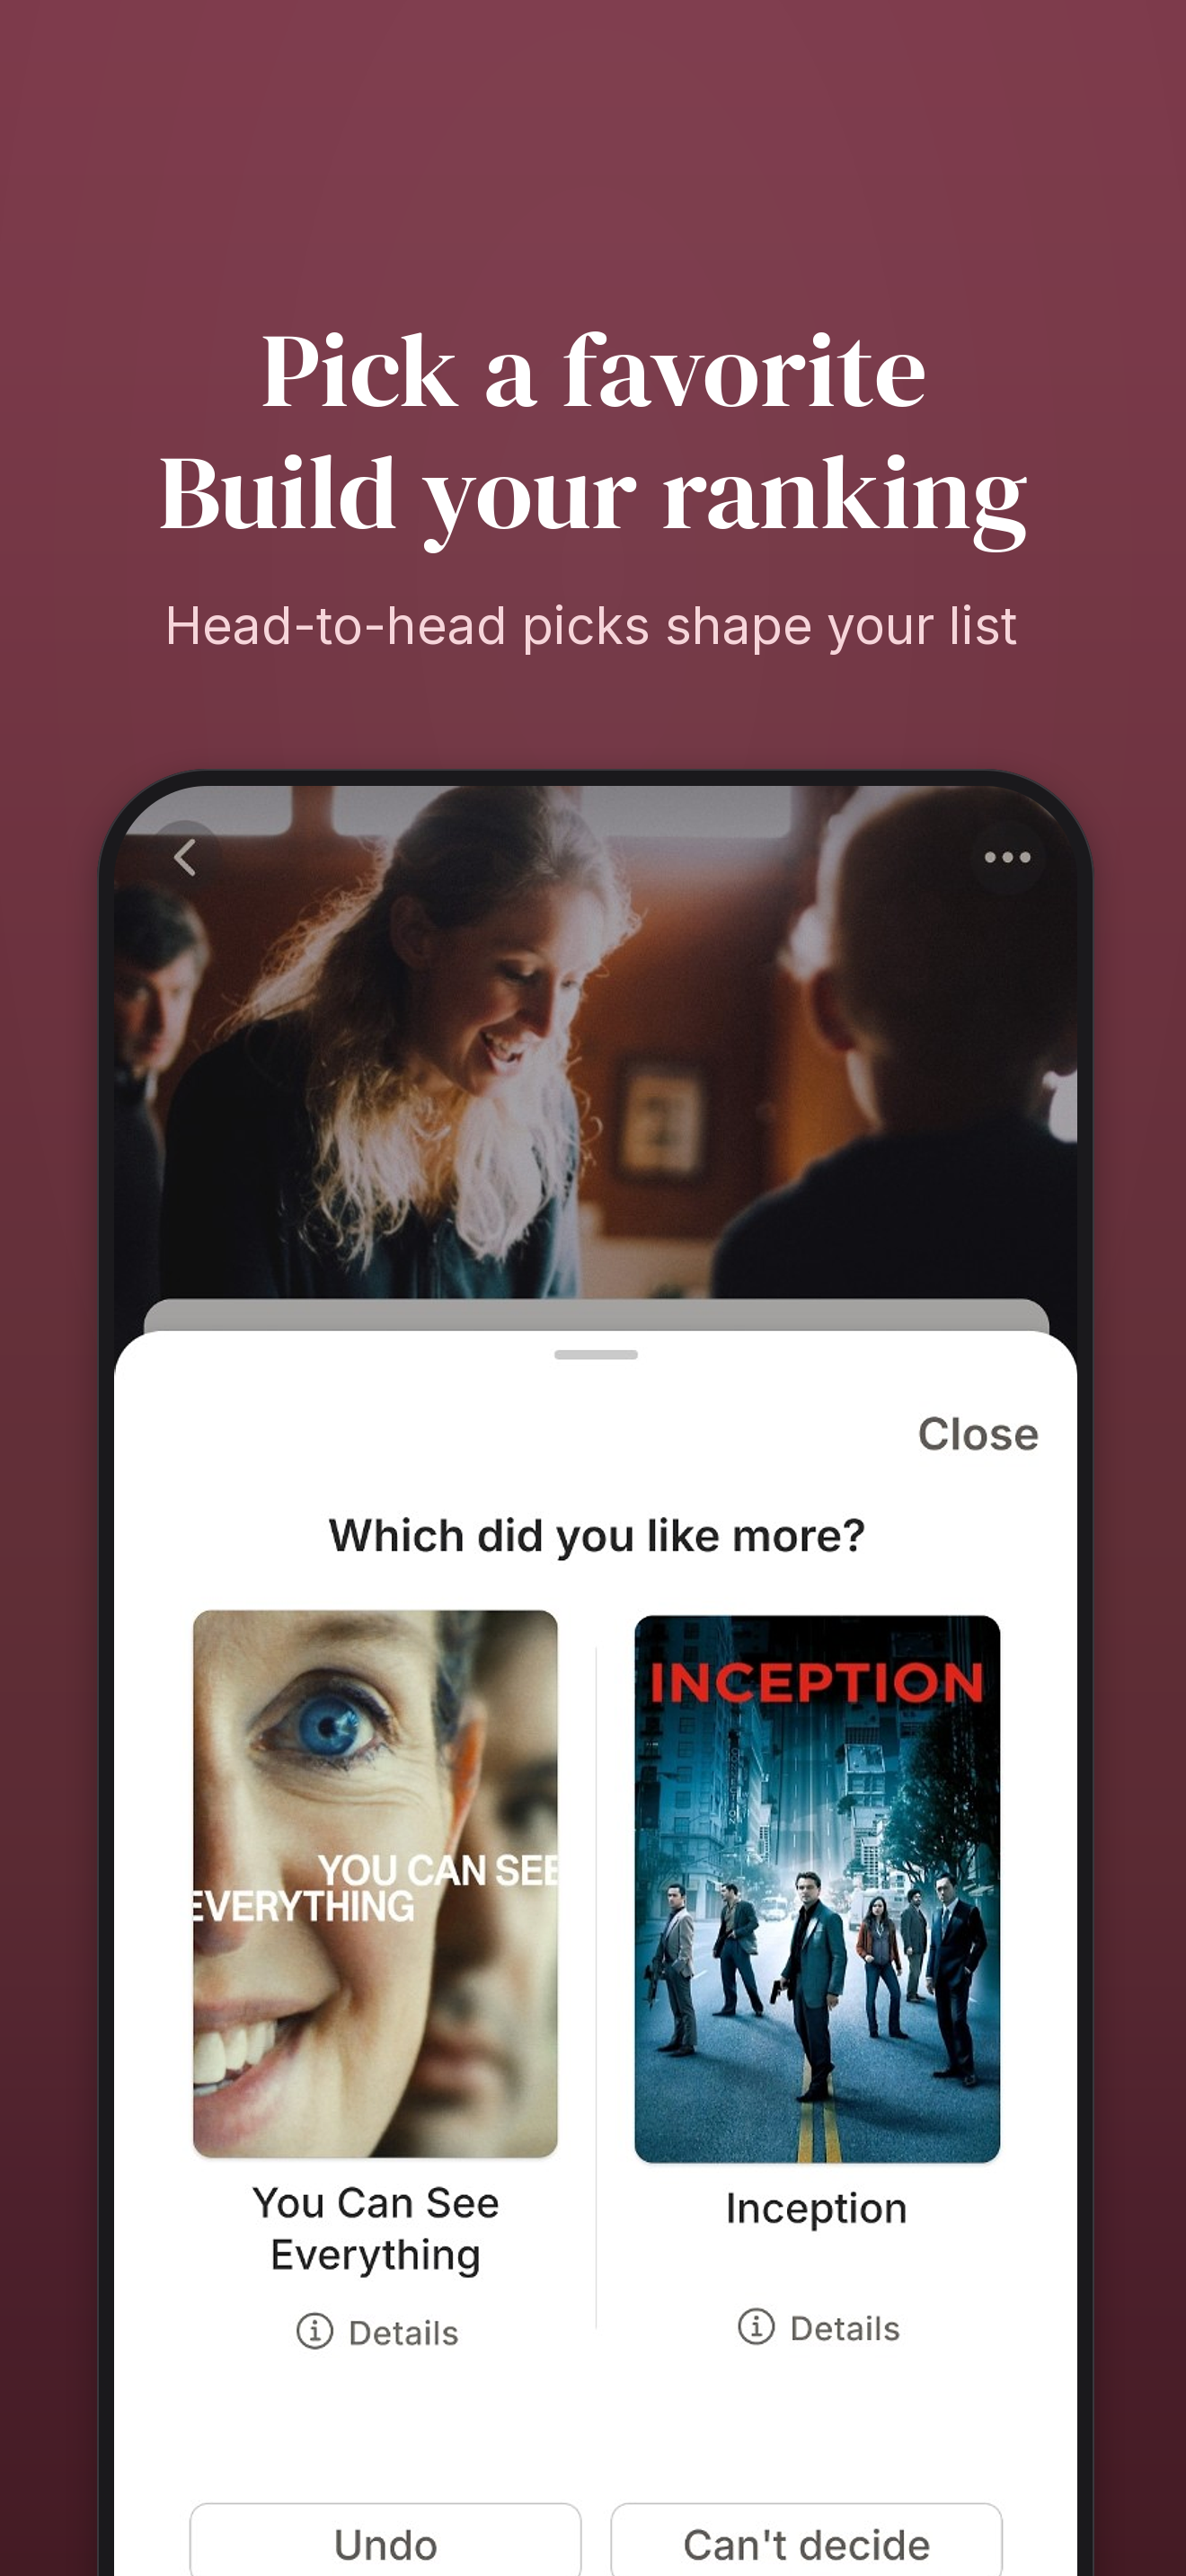 Pick a favorite
Build your ranking
Head-to-head picks shape your list
Close
Which did you like more?
YOU CAN SEE
EVERYTHING
INCEPTION
You Can See
Everything
Inception
Details
Details
Undo
Can't decide